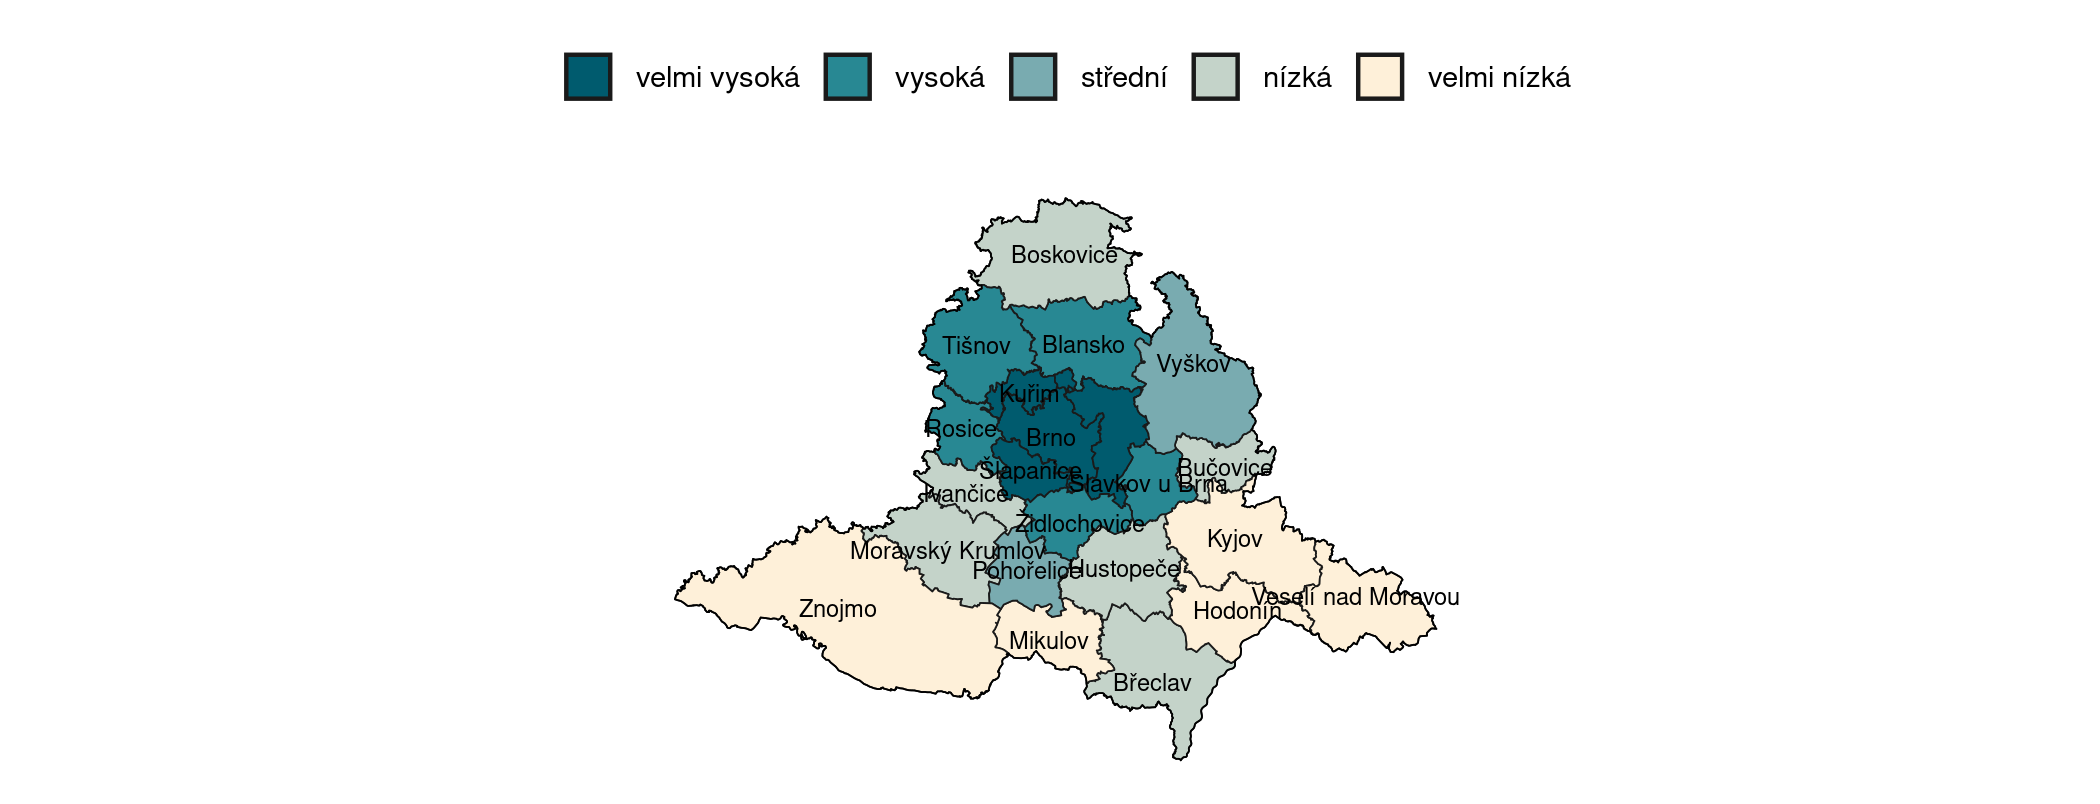 velmi vysoká vysoká střední nízká velmi nízká
Boskovice
Tišnov
Blansko
Vyškov
Kuřim
Rosice
Brno
Šlapanice
Bučovice
Slavkov u Brna
Ivančice
Židlochovice
Kyjov
Moravský Krumlov
Pohořelice
Hustopeče
Veselí nad Moravou
Znojmo
Hodonín
Mikulov
Břeclav